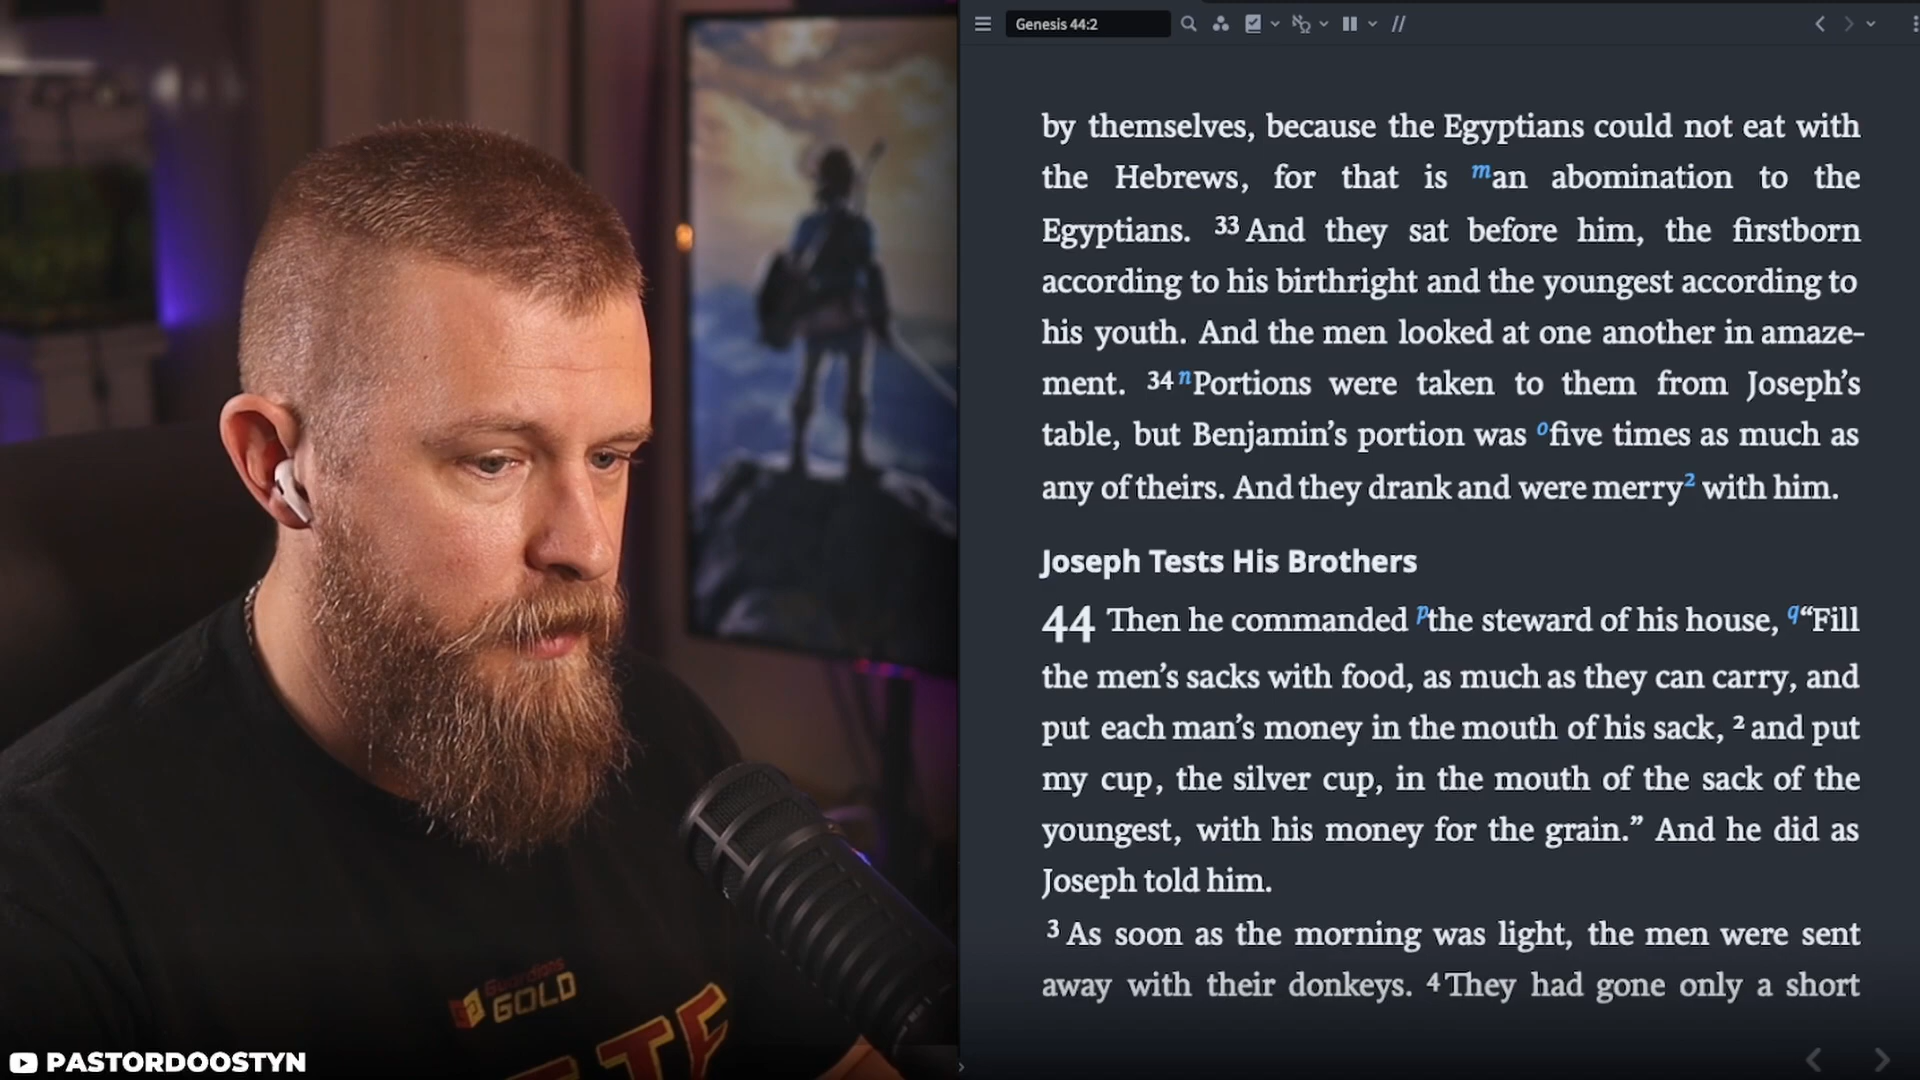 Genesis 44:2
by themselves, because the Egyptians could not eat with
the Hebrews, for that is m an abomination to the
Egyptians. 33 And they sat before him, the firstborn
according to his birthright and the youngest according to
his youth. And the men looked at one another in amaze-
ment. 34 n Portions were taken to them from Joseph's
table, but Benjamin's portion was o five times as much as
any of theirs. And they drank and were merry2 with him.
Joseph Tests His Brothers
44 Then he commanded p the steward of his house, q “Fill
the men’s sacks with food, as much as they can carry, and
put each man’s money in the mouth of his sack, 2 and put
my cup, the silver cup, in the mouth of the sack of the
youngest, with his money for the grain.” And he did as
Joseph told him.
3 As soon as the morning was light, the men were sent
away with their donkeys. 4 They had gone only a short
Guardians
GOLD
PASTORDOOSTYN